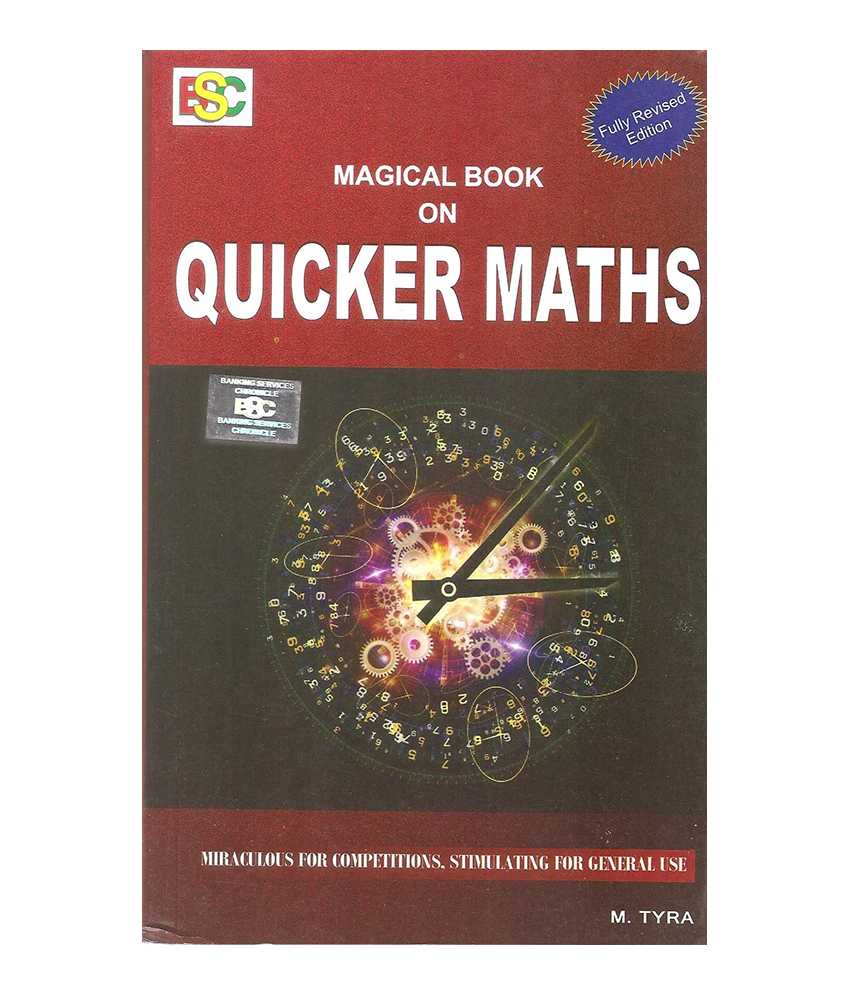 BSC
Fully Revised
Edition
MAGICAL BOOK
ON
QUICKER MATHS
BANKING SERVICES
CHRONICLE
BSC
BANKING SERVICES
CHRONICLE
MIRACULOUS FOR COMPETITIONS, STIMULATING FOR GENERAL USE
M. TYRA